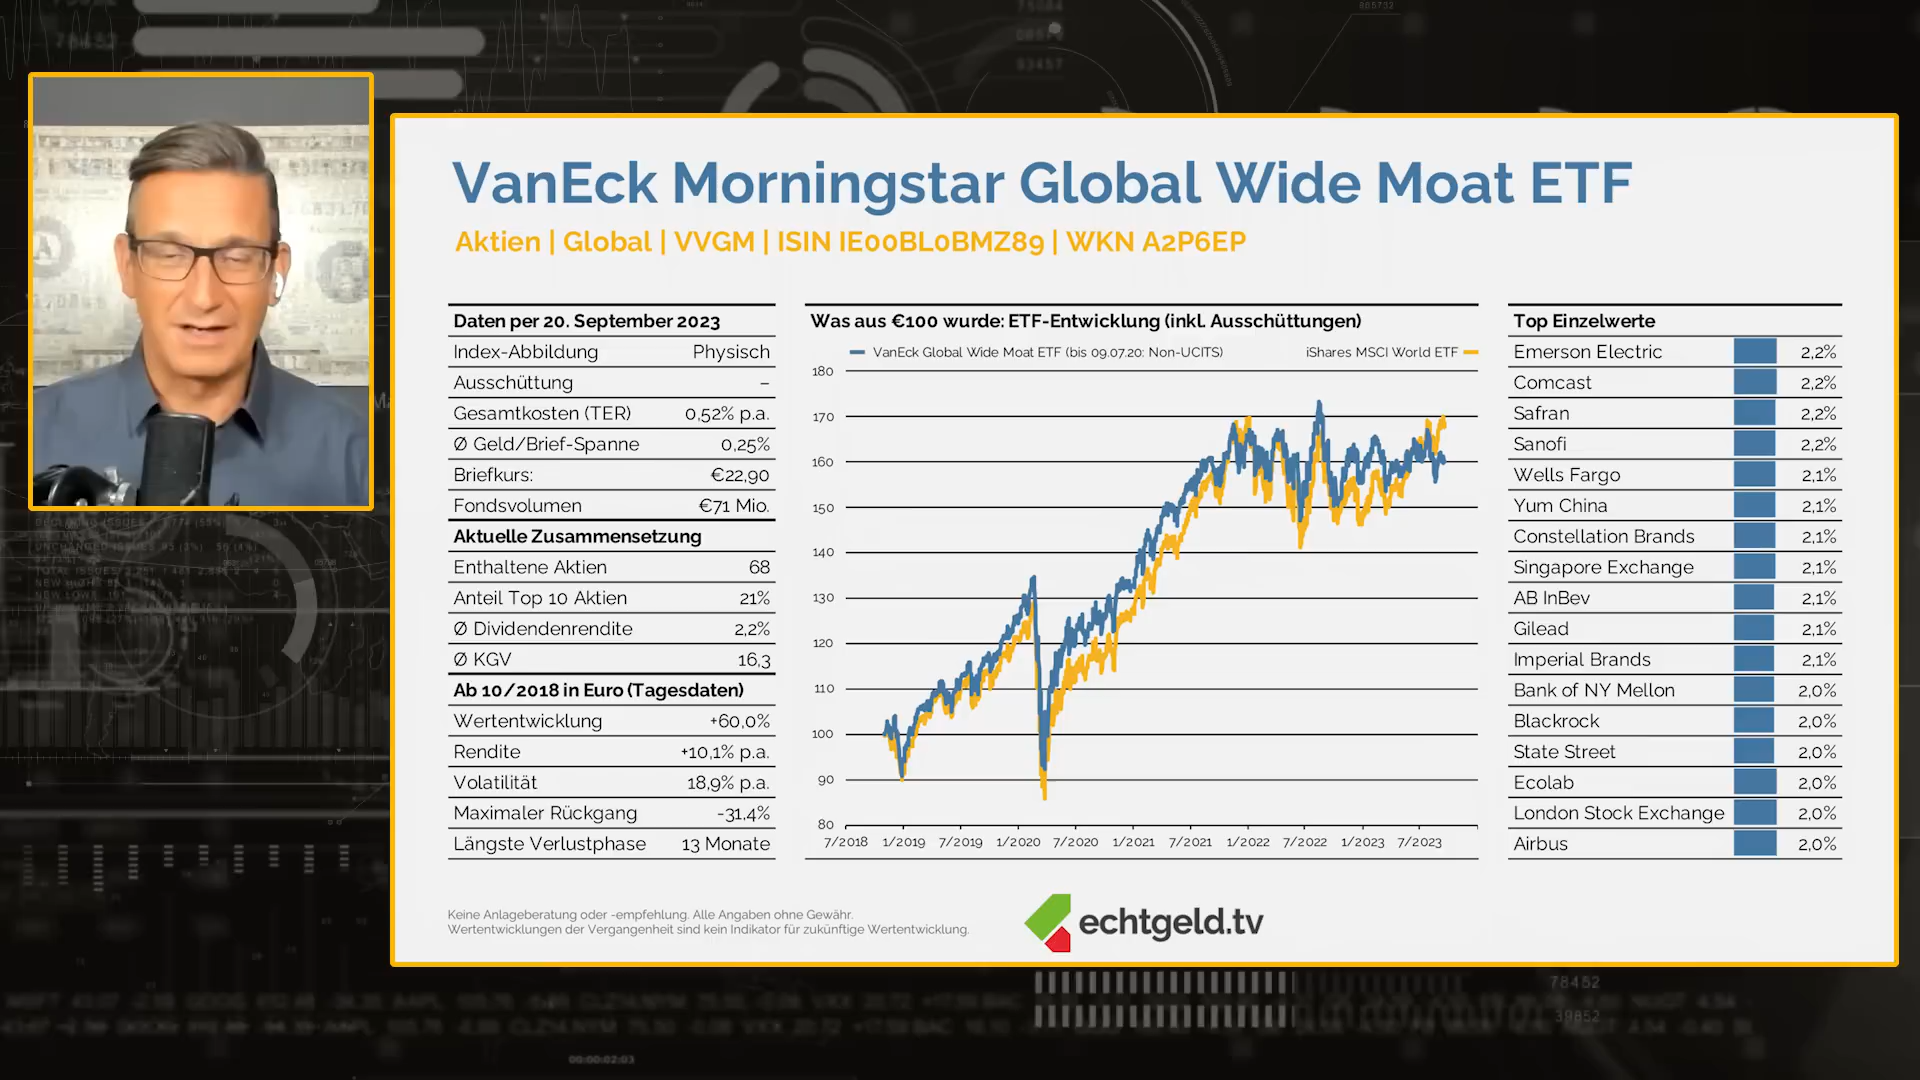 VanEck Morningstar Global Wide Moat ETF
Aktien | Global | VVGM | ISIN IE00BL0BMZ89 | WKN A2P6EP
Daten per 20. September 2023
Index-Abbildung Physisch
Ausschüttung –
Gesamtkosten (TER) 0,52% p.a.
Ø Geld/Brief-Spanne 0,25%
Briefkurs: €22,90
Fondsvolumen €71 Mio.
Aktuelle Zusammensetzung
Enthaltene Aktien 68
Anteil Top 10 Aktien 21%
Ø Dividendenrendite 2,2%
Ø KGV 16,3
Ab 10/2018 in Euro (Tagesdaten)
Wertentwicklung +60,0%
Rendite +10,1% p.a.
Volatilität 18,9% p.a.
Maximaler Rückgang -31,4%
Längste Verlustphase 13 Monate
Was aus €100 wurde: ETF-Entwicklung (inkl. Ausschüttungen)
VanEck Global Wide Moat ETF (bis 09.07.20: Non-UCITS) iShares MSCI World ETF
180
170
160
150
140
130
120
110
100
90
80
7/2018 1/2019 7/2019 1/2020 7/2020 1/2021 7/2021 1/2022 7/2022 1/2023 7/2023
Top Einzelwerte
Emerson Electric 2,2%
Comcast 2,2%
Safran 2,2%
Sanofi 2,2%
Wells Fargo 2,1%
Yum China 2,1%
Constellation Brands 2,1%
Singapore Exchange 2,1%
AB InBev 2,1%
Gilead 2,1%
Imperial Brands 2,1%
Bank of NY Mellon 2,0%
Blackrock 2,0%
State Street 2,0%
Ecolab 2,0%
London Stock Exchange 2,0%
Airbus 2,0%
Keine Anlageberatung oder -empfehlung. Alle Angaben ohne Gewähr.
Wertentwicklungen der Vergangenheit sind kein Indikator für zukünftige Wertentwicklung.
echtgeld.tv
78452
39852
00:00:02:03